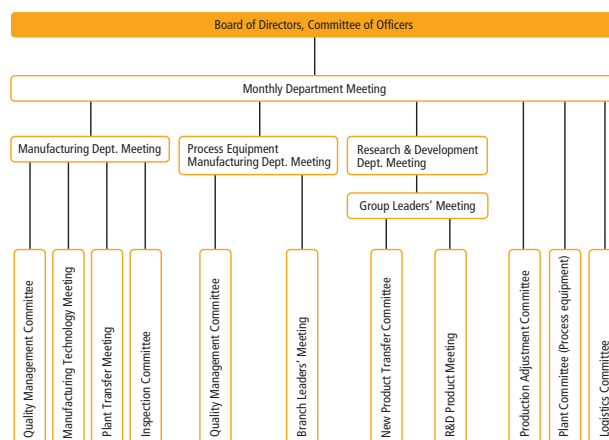 Board of Directors, Committee of Officers
Monthly Department Meeting
Manufacturing Dept. Meeting
Process Equipment
Manufacturing Dept. Meeting
Research & Development
Dept. Meeting
Group Leaders’ Meeting
Quality Management Committee
Manufacturing Technology Meeting
Plant Transfer Meeting
Inspection Committee
Quality Management Committee
Branch Leaders’ Meeting
New Product Transfer Committee
R&D Product Meeting
Production Adjustment Committee
Plant Committee (Process equipment)
Logistics Committee